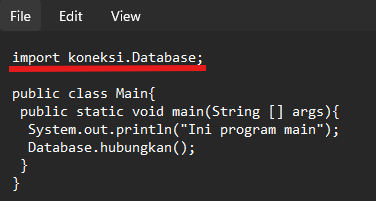 File Edit View
import koneksi.Database;
public class Main{
public static void main(String [] args){
System.out.println("Ini program main");
Database.hubungkan();
}
}